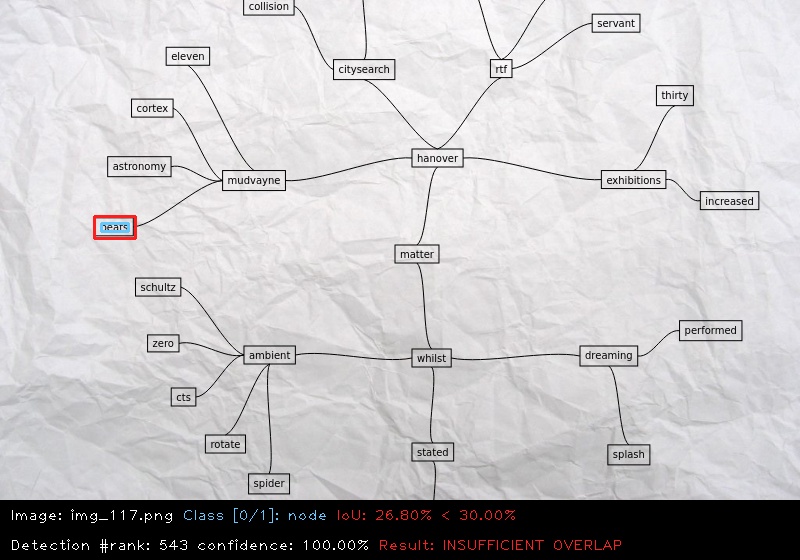 collision
servant
eleven
citysearch
rtf
thirty
cortex
hanover
astronomy
mudvayne
exhibitions
increased
matter
schultz
performed
zero
ambient
whilst
dreaming
cts
rotate
stated
splash
spider
Image: img_117.png Class [0/1]: node IoU: 26.80% < 30.00%
Detection #rank: 543 confidence: 100.00% Result: INSUFFICIENT OVERLAP